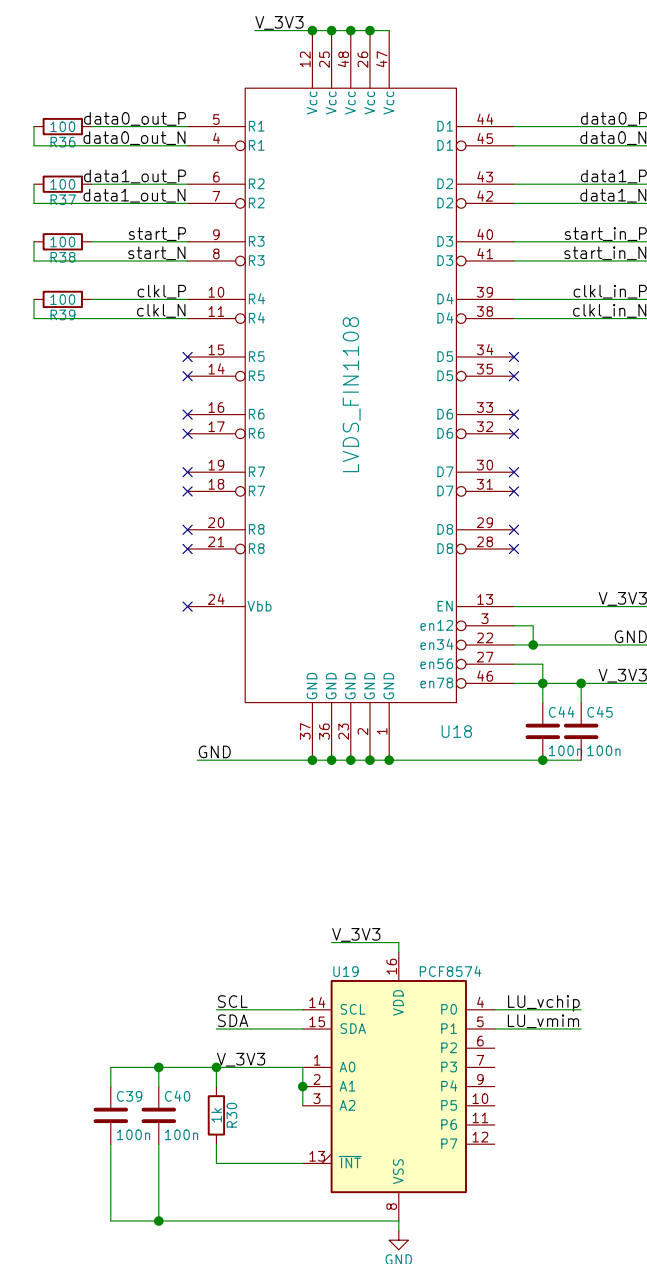 V_3V3
12 25 48 26 47
Vcc Vcc Vcc Vcc Vcc
100 data0_out_P 5 R1 D1 44 data0_P
R36 data0_out_N 4 R1 D1 45 data0_N
100 data1_out_P 6 R2 D2 43 data1_P
R37 data1_out_N 7 R2 D2 42 data1_N
100 start_P 9 R3 D3 40 start_in_P
R38 start_N 8 R3 D3 41 start_in_N
100 clkl_P 10 R4 D4 39 clkl_in_P
R39 clkl_N 11 R4 D4 38 clkl_in_N
LVDS_FIN1108
15 R5 D5 34
14 R5 D5 35
16 R6 D6 33
17 R6 D6 32
19 R7 D7 30
18 R7 D7 31
20 R8 D8 29
21 R8 D8 28
24 Vbb EN 13 V_3V3
en12 3
en34 22 GND
en56 27
en78 46 V_3V3
GND GND GND GND GND
37 36 23 2 1
U18
C44 C45
100n 100n
GND
V_3V3
16
U19 PCF8574
VDD
SCL 14 SCL P0 4 LU_vchip
SDA 15 SDA P1 5 LU_vmim
P2 6
V_3V3 1 A0 P3 7
2 A1 P4 9
C39 C40 3 A2 P5 10
1k R30
P6 11
100n 100n P7 12
13 INT
VSS
8
GND